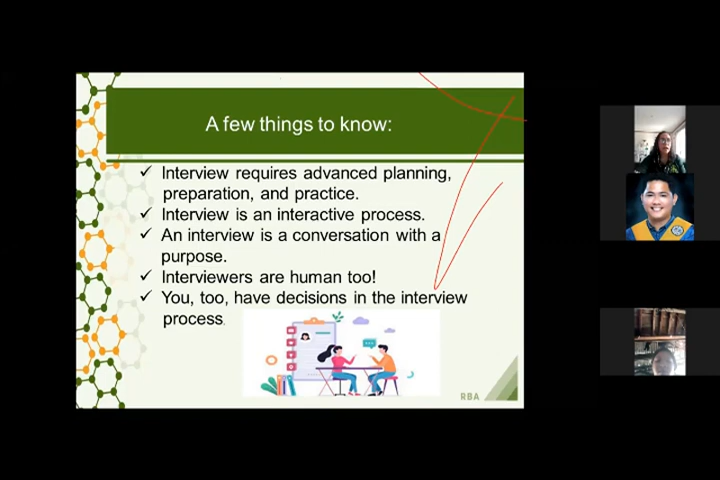 A few things to know:
✓ Interview requires advanced planning,
preparation, and practice.
✓ Interview is an interactive process.
✓ An interview is a conversation with a
purpose.
✓ Interviewers are human too!
✓ You, too, have decisions in the interview
process.
RBA